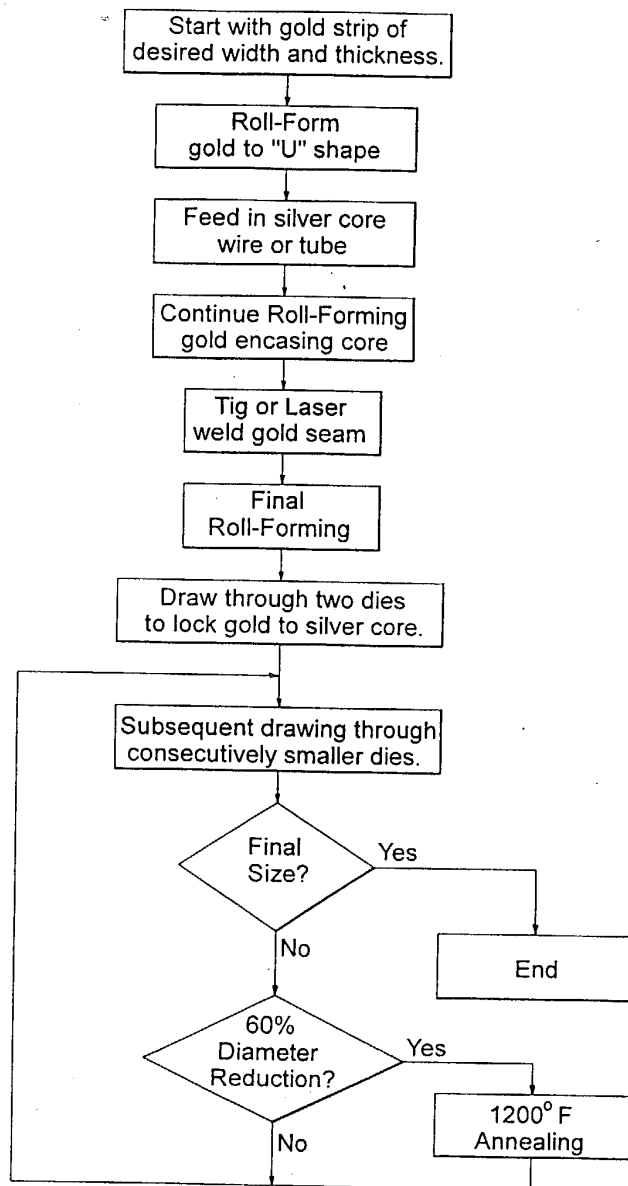 Start with gold strip of
desired width and thickness.
Roll-Form
gold to "U" shape
Feed in silver core
wire or tube
Continue Roll-Forming
gold encasing core
Tig or Laser
weld gold seam
Final
Roll-Forming
Draw through two dies
to lock gold to silver core.
Subsequent drawing through
consecutively smaller dies.
Final
Size?
Yes
No
End
60%
Diameter
Reduction?
Yes
No
1200° F
Annealing